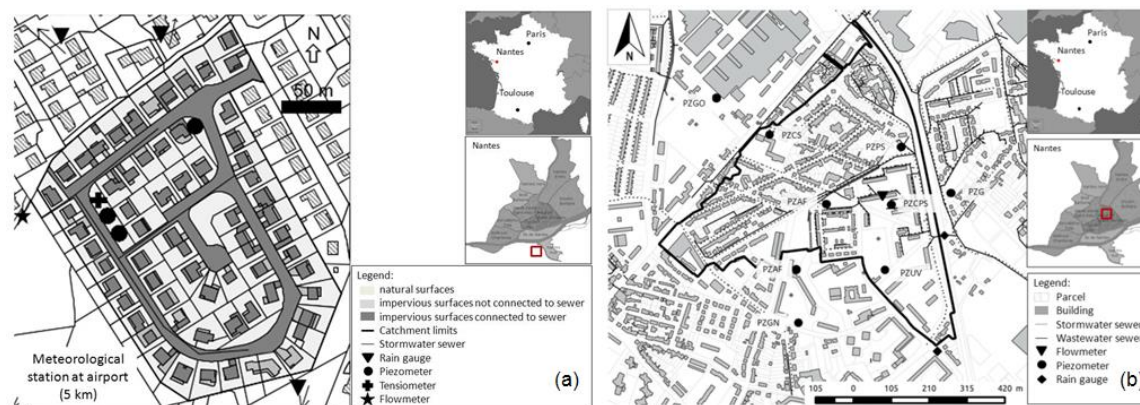 N
50 m
Meteorological
station at airport
(5 km)
(a)
Paris
Nantes
Toulouse
Nantes
Legend:
natural surfaces
impervious surfaces not connected to sewer
impervious surfaces connected to sewer
Catchment limits
Stormwater sewer
Rain gauge
Piezometer
Tensiometer
Flowmeter
N
PZGO
PZCS
PZPS
PZG
PZAF
PZCPS
PZAF
PZUV
PZGN
105 0 105 210 315 420 m
(b)
Paris
Nantes
Toulouse
Nantes
Legend:
Parcel
Building
Stormwater sewer
Wastewater sewer
Flowmeter
Piezometer
Rain gauge